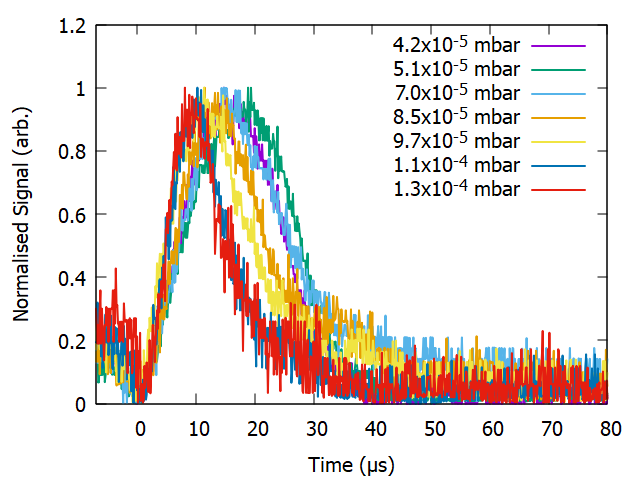 1.2
1
0.8
0.6
0.4
0.2
0
Normalised Signal (arb.)
4.2x10⁻⁵ mbar
5.1x10⁻⁵ mbar
7.0x10⁻⁵ mbar
8.5x10⁻⁵ mbar
9.7x10⁻⁵ mbar
1.1x10⁻⁴ mbar
1.3x10⁻⁴ mbar
0 10 20 30 40 50 60 70 80
Time (µs)